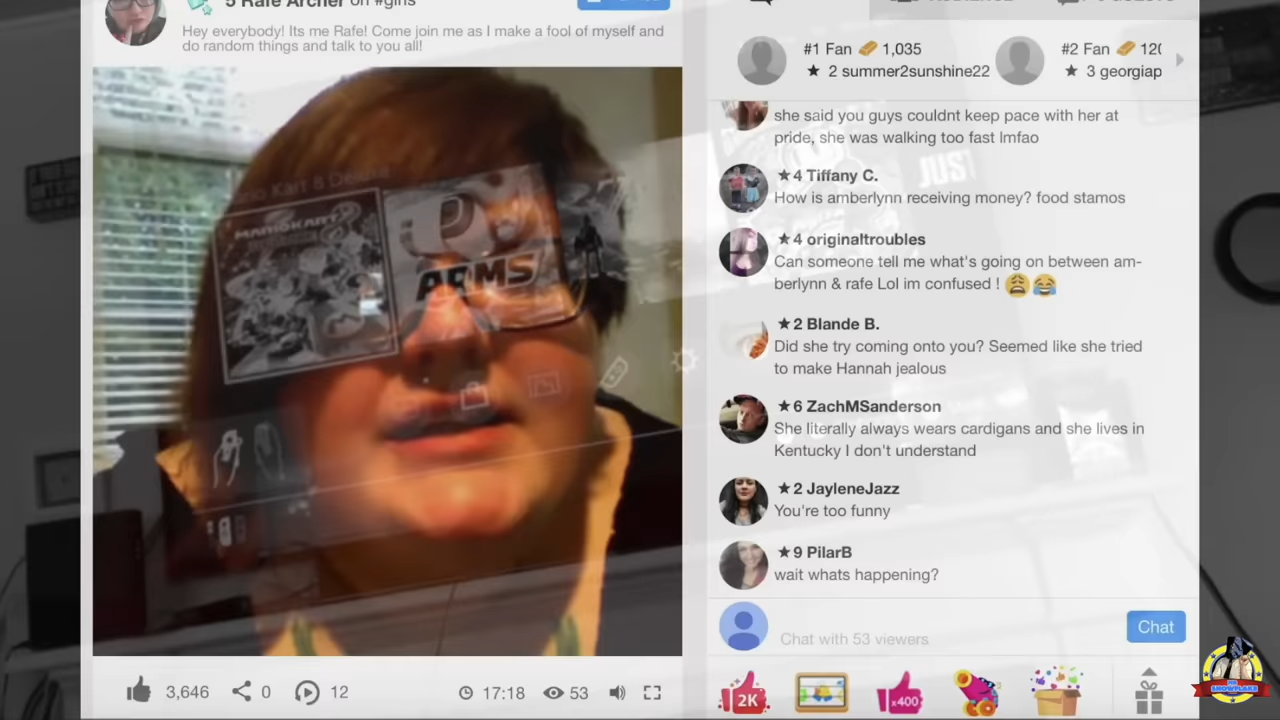 5 Rafe Archer on #girls
Hey everybody! Its me Rafe! Come join me as I make a fool of myself and
do random things and talk to you all!
#1 Fan 1,035
★ 2 summer2sunshine22
#2 Fan 120
★ 3 georgiap
she said you guys couldnt keep pace with her at
pride, she was walking too fast lmfao
★4 Tiffany C.
How is amberlynn receiving money? food stamos
★4 originaltroubles
Can someone tell me what's going on between am-
berlynn & rafe Lol im confused ! 😩😂
★2 Blande B.
Did she try coming onto you? Seemed like she tried
to make Hannah jealous
★6 ZachMSanderson
She literally always wears cardigans and she lives in
Kentucky I don't understand
★2 JayleneJazz
You're too funny
★9 PilarB
wait whats happening?
Chat with 53 viewers
Chat
3,646
0
12
17:18
53
2K
x400
MARIOKART 8
ARMS
JUST